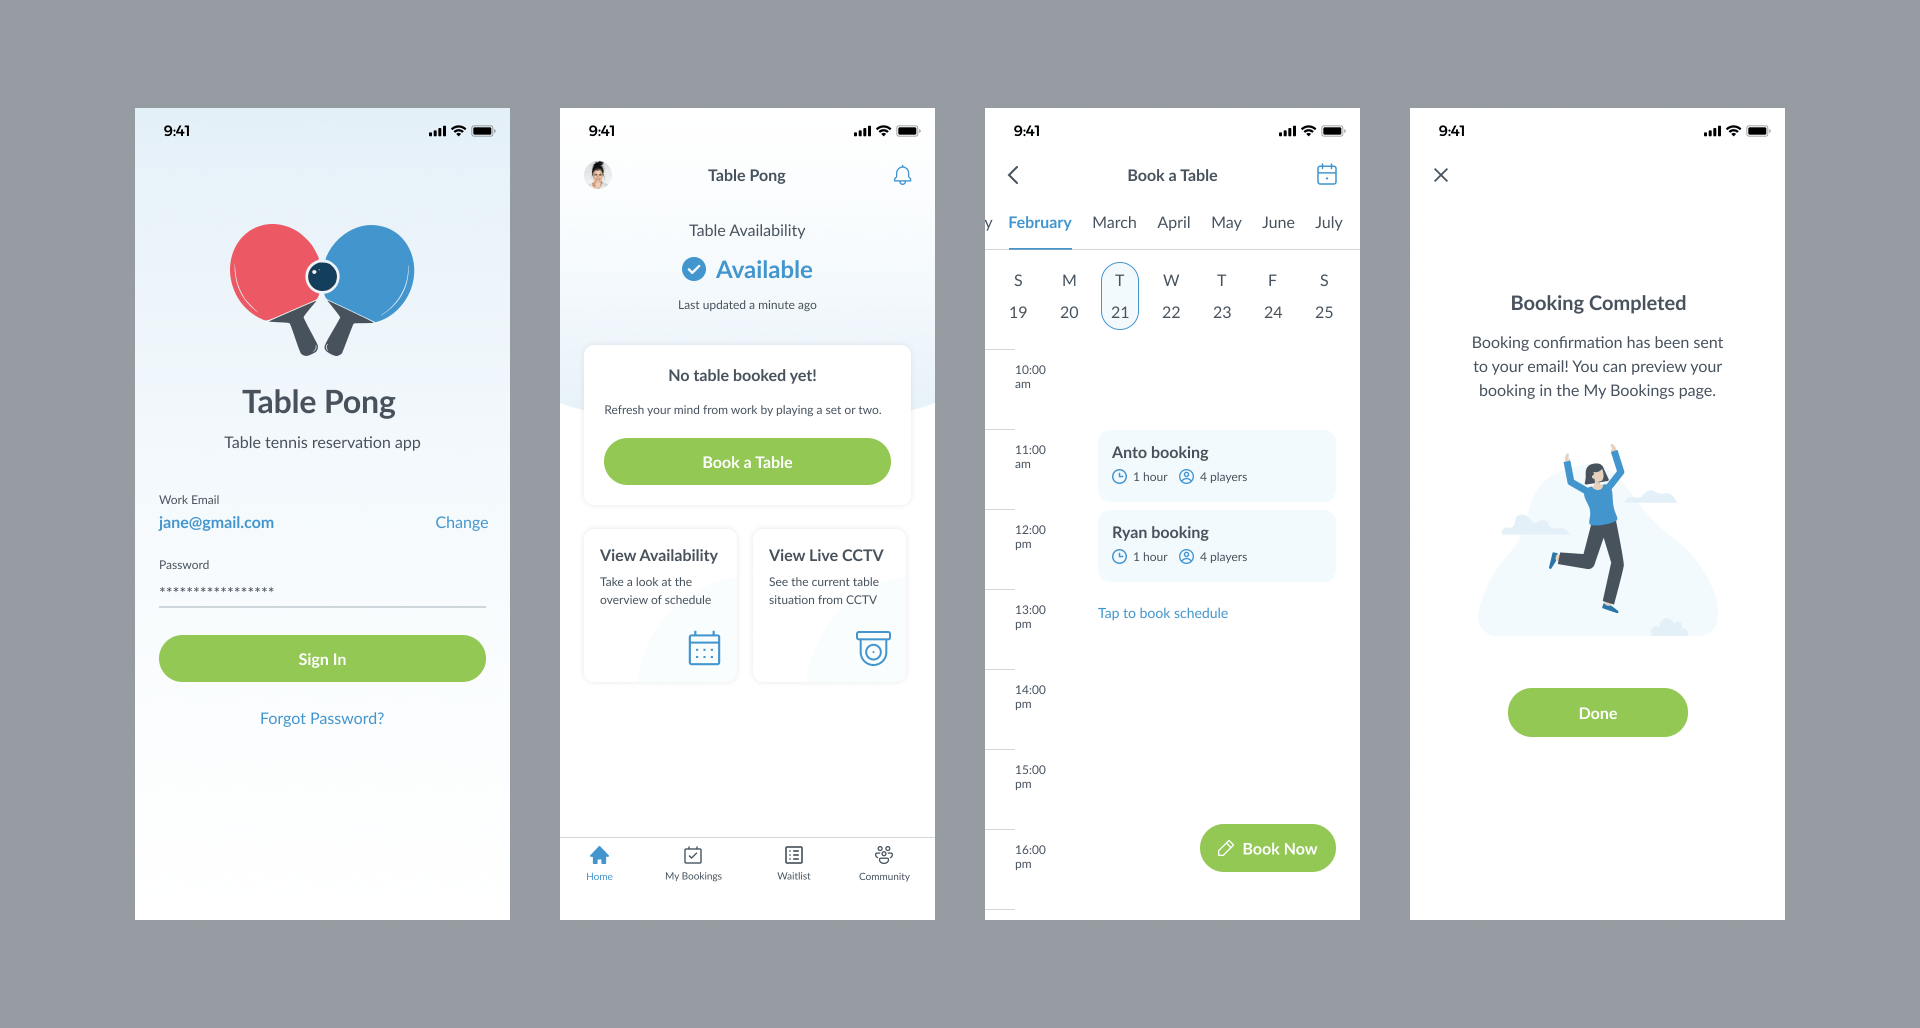 9:41
Table Pong
Table tennis reservation app
Work Email
jane@gmail.com
Change
Password
*****************
Sign In
Forgot Password?
9:41
Table Pong
Table Availability
Available
Last updated a minute ago
No table booked yet!
Refresh your mind from work by playing a set or two.
Book a Table
View Availability
Take a look at the
overview of schedule
View Live CCTV
See the current table
situation from CCTV
Home
My Bookings
Waitlist
Community
9:41
Book a Table
y February March April May June July
S M T W T F S
19 20 21 22 23 24 25
10:00
am
11:00
am
Anto booking
1 hour 4 players
12:00
pm
Ryan booking
1 hour 4 players
13:00
pm
Tap to book schedule
14:00
pm
15:00
pm
16:00
pm
Book Now
9:41
Booking Completed
Booking confirmation has been sent
to your email! You can preview your
booking in the My Bookings page.
Done